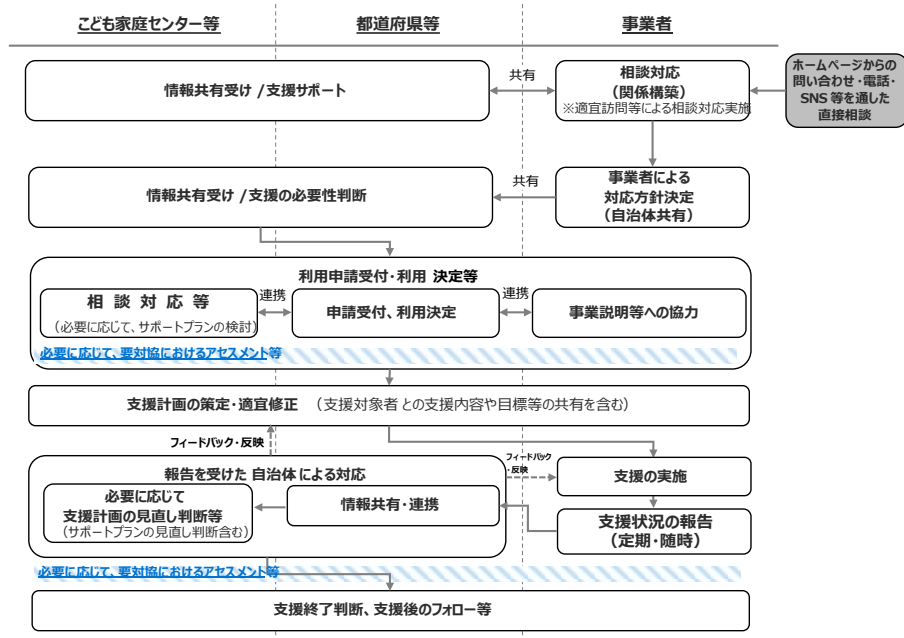 こども家庭センター等
都道府県等
事業者
情報共有受け /支援サポート
共有
相談対応
(関係構築)
※適宜訪問等による相談対応実施
ホームページからの
問い合わせ・電話・
SNS 等を通した
直接相談
情報共有受け /支援の必要性判断
共有
事業者による
対応方針決定
(自治体共有)
利用申請受付・利用 決定等
相 談 対 応 等
(必要に応じて、サポートプランの検討)
連携
申請受付、利用決定
連携
事業説明等への協力
必要に応じて、要対協におけるアセスメント等
支援計画の策定・適宜修正 (支援対象者 との支援内容や目標等の共有を含む)
フィードバック・反映
フィードバック
・反映
報告を受けた 自治体 による対応
必要に応じて
支援計画の見直し判断等
(サポートプランの見直し判断含む)
情報共有・連携
支援の実施
支援状況の報告
(定期・随時)
必要に応じて、要対協におけるアセスメント等
支援終了判断、支援後のフォロー等